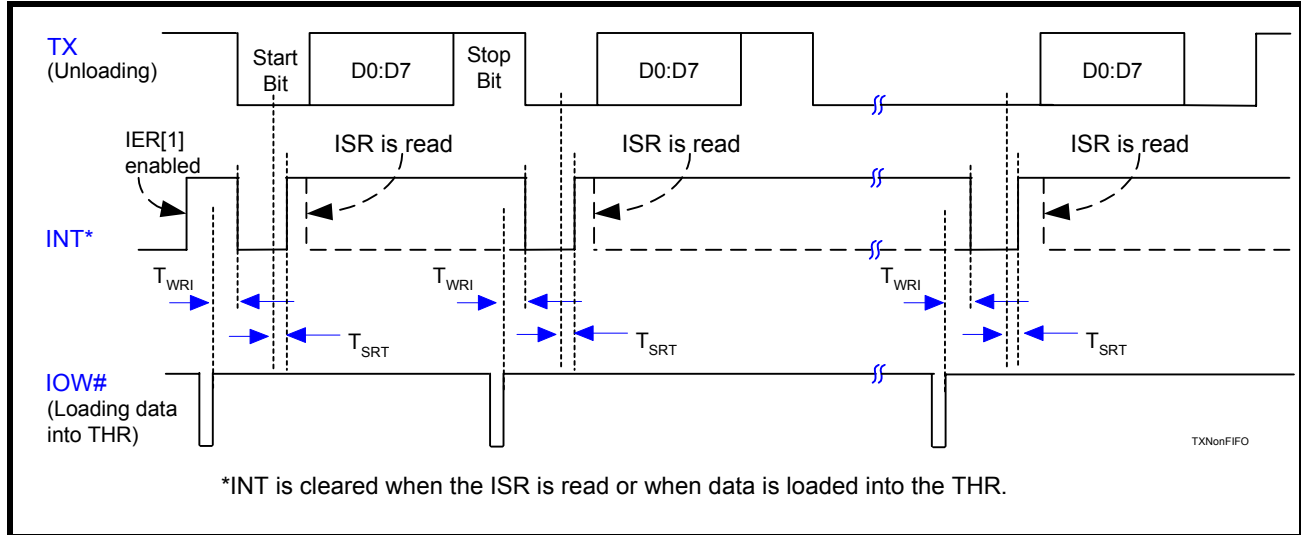 TX
(Unloading)
Start
Bit
D0:D7
Stop
Bit
D0:D7
D0:D7
IER[1]
enabled
ISR is read
ISR is read
ISR is read
INT*
TWRI
TWRI
TWRI
TSRT
TSRT
TSRT
IOW#
(Loading data
into THR)
TXNonFIFO
*INT is cleared when the ISR is read or when data is loaded into the THR.